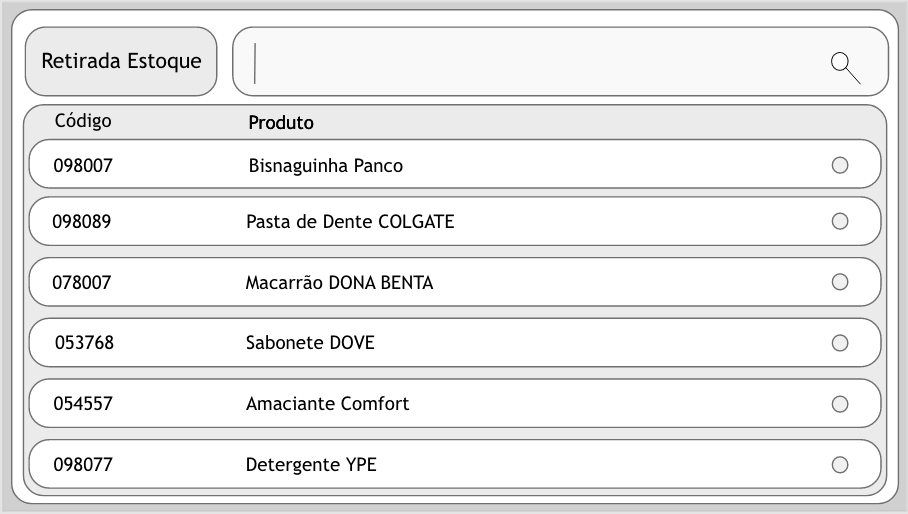 Retirada Estoque
Código Produto
098007 Bisnaguinha Panco
098089 Pasta de Dente COLGATE
078007 Macarrão DONA BENTA
053768 Sabonete DOVE
054557 Amaciante Comfort
098077 Detergente YPE